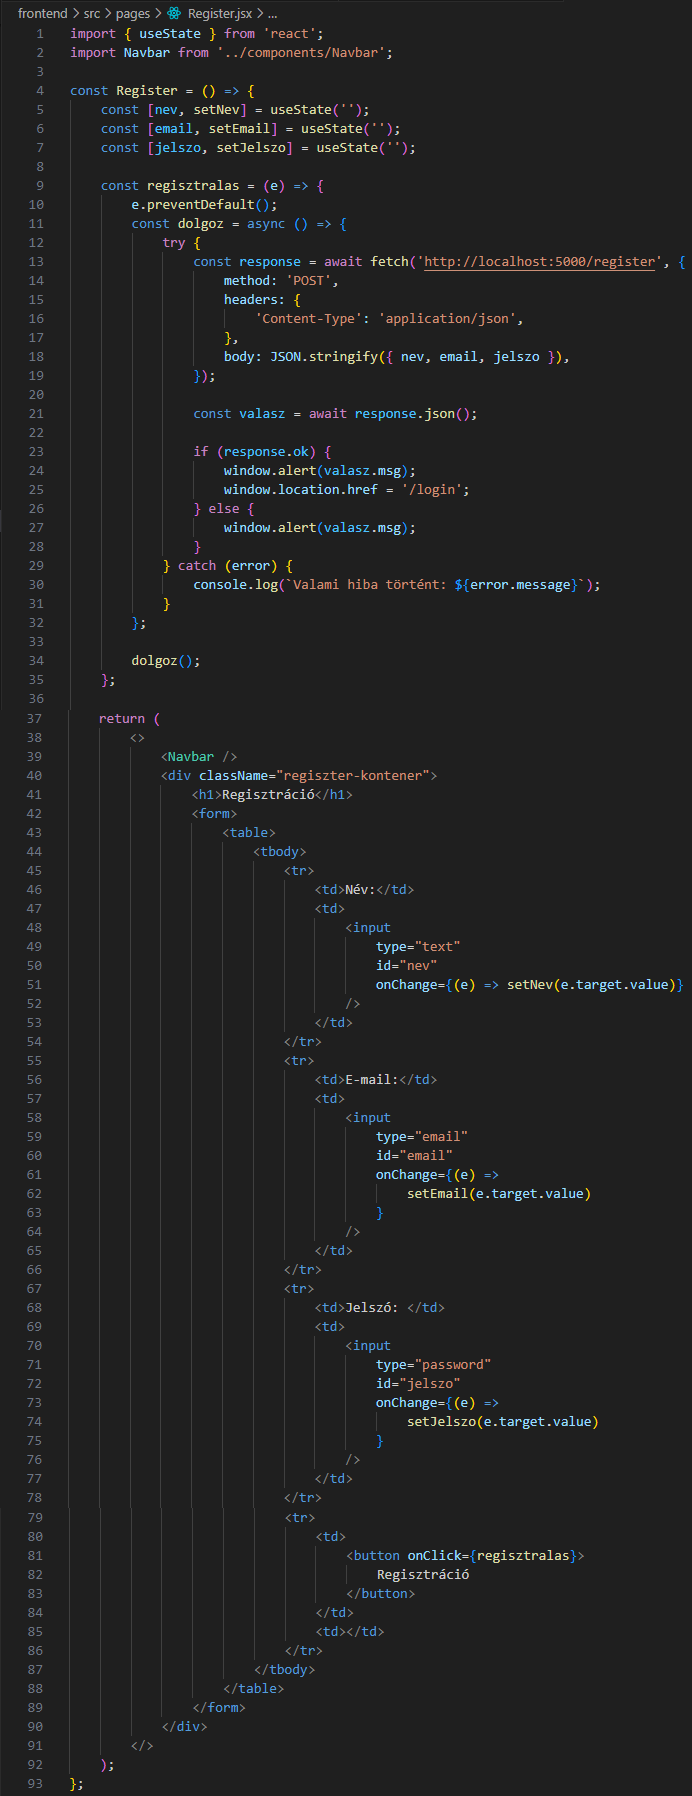 frontend > src > pages > Register.jsx > ...
1 import { useState } from 'react';
2 import Navbar from '../components/Navbar';
3
4 const Register = () => {
5     const [nev, setNev] = useState('');
6     const [email, setEmail] = useState('');
7     const [jelszo, setJelszo] = useState('');
8
9     const regisztralas = (e) => {
10         e.preventDefault();
11         const dolgoz = async () => {
12             try {
13                 const response = await fetch('http://localhost:5000/register', {
14                     method: 'POST',
15                     headers: {
16                         'Content-Type': 'application/json',
17                     },
18                     body: JSON.stringify({ nev, email, jelszo }),
19                 });
20
21                 const valasz = await response.json();
22
23                 if (response.ok) {
24                     window.alert(valasz.msg);
25                     window.location.href = '/login';
26                 } else {
27                     window.alert(valasz.msg);
28                 }
29             } catch (error) {
30                 console.log(`Valami hiba történt: ${error.message}`);
31             }
32         };
33
34         dolgoz();
35     };
36
37     return (
38         <>
39             <Navbar />
40             <div className="regiszter-kontener">
41                 <h1>Regisztráció</h1>
42                 <form>
43                     <table>
44                         <tbody>
45                             <tr>
46                                 <td>Név:</td>
47                                 <td>
48                                     <input
49                                         type="text"
50                                         id="nev"
51                                         onChange={(e) => setNev(e.target.value)}
52                                     />
53                                 </td>
54                             </tr>
55                             <tr>
56                                 <td>E-mail:</td>
57                                 <td>
58                                     <input
59                                         type="email"
60                                         id="email"
61                                         onChange={(e) =>
62                                             setEmail(e.target.value)
63                                         }
64                                     />
65                                 </td>
66                             </tr>
67                             <tr>
68                                 <td>Jelszó: </td>
69                                 <td>
70                                     <input
71                                         type="password"
72                                         id="jelszo"
73                                         onChange={(e) =>
74                                             setJelszo(e.target.value)
75                                         }
76                                     />
77                                 </td>
78                             </tr>
79                             <tr>
80                                 <td>
81                                     <button onClick={regisztralas}>
82                                         Regisztráció
83                                     </button>
84                                 </td>
85                                 <td></td>
86                             </tr>
87                         </tbody>
88                     </table>
89                 </form>
90             </div>
91         </>
92     );
93 };